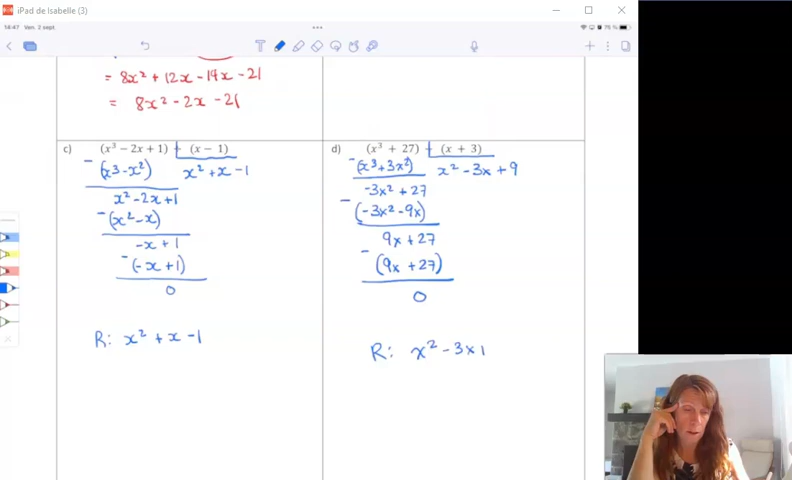 iPad de Isabelle (3)
14:47 Ven. 2 sept.
76 %
= 8x² + 12x - 14x - 21
= 8x² - 2x - 21
c) (x³ − 2x + 1) ÷ (x − 1)
- (x³ - x²) x² + x - 1
x² - 2x + 1
- (x² - x)
-x + 1
- (-x + 1)
0
R: x² + x - 1
d) (x³ + 27) ÷ (x + 3)
- (x³ + 3x²) x² - 3x + 9
-3x² + 27
- (-3x² - 9x)
9x + 27
- (9x + 27)
0
R: x² - 3x